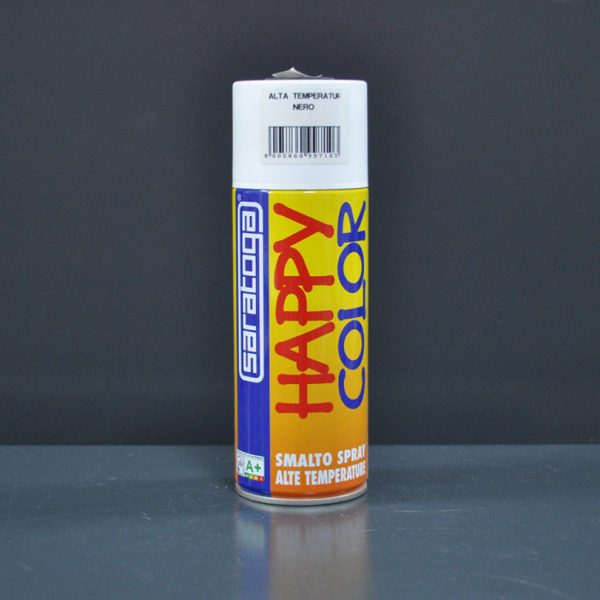 ALTA TEMPERATUR
NERO
saratoga®
HAPPY
COLOR
A+
SMALTO SPRAY
ALTE TEMPERATURE